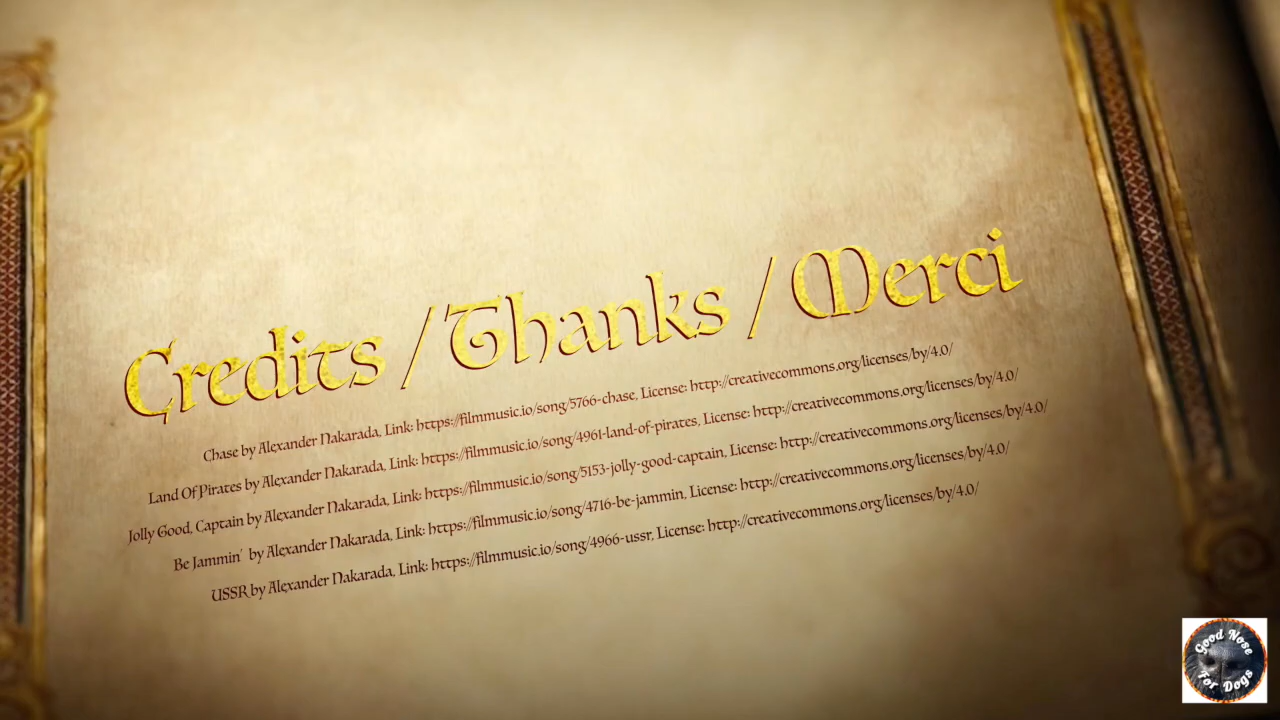 Credits / Thanks / Merci
Chase by Alexander Nakarada, Link: https://filmmusic.io/song/5766-chase, License: http://creativecommons.org/licenses/by/4.0/
Land Of Pirates by Alexander Nakarada, Link: https://filmmusic.io/song/4961-land-of-pirates, License: http://creativecommons.org/licenses/by/4.0/
Jolly Good, Captain by Alexander Nakarada, Link: https://filmmusic.io/song/5153-jolly-good-captain, License: http://creativecommons.org/licenses/by/4.0/
Be Jammin' by Alexander Nakarada, Link: https://filmmusic.io/song/4716-be-jammin, License: http://creativecommons.org/licenses/by/4.0/
USSR by Alexander Nakarada, Link: https://filmmusic.io/song/4966-ussr, License: http://creativecommons.org/licenses/by/4.0/
Good Nose
For Dogs